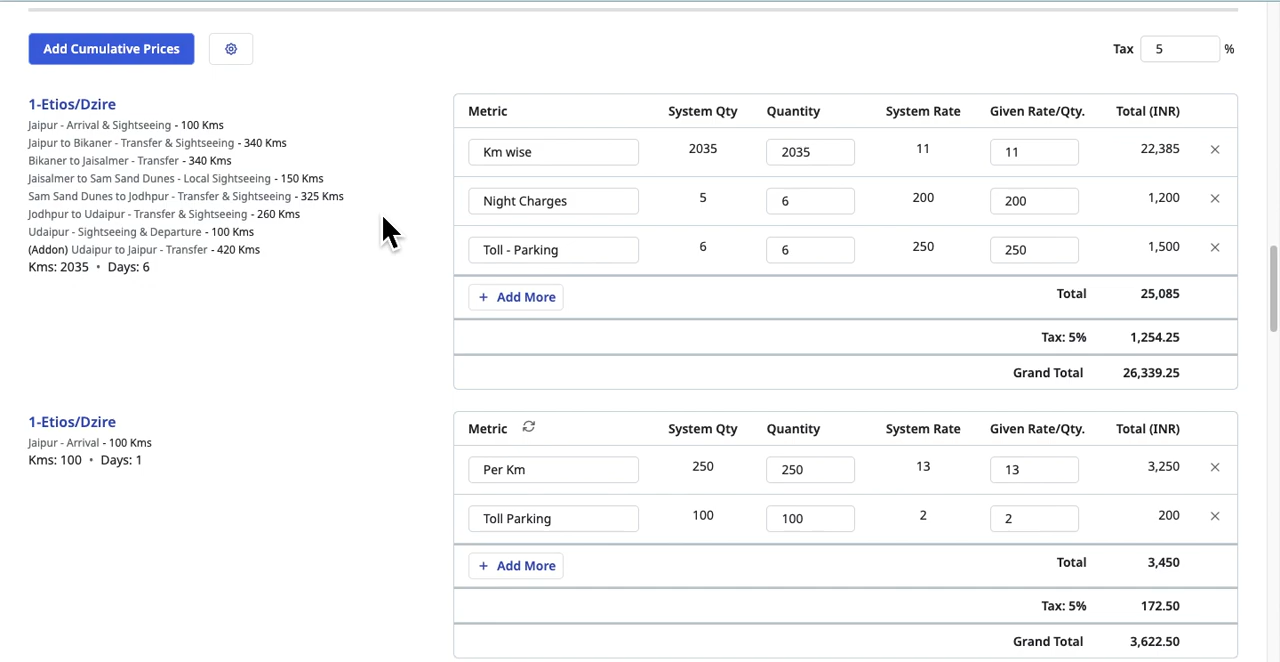 Add Cumulative Prices
Tax 5 %
1-Etios/Dzire
Jaipur - Arrival & Sightseeing - 100 Kms
Jaipur to Bikaner - Transfer & Sightseeing - 340 Kms
Bikaner to Jaisalmer - Transfer - 340 Kms
Jaisalmer to Sam Sand Dunes - Local Sightseeing - 150 Kms
Sam Sand Dunes to Jodhpur - Transfer & Sightseeing - 325 Kms
Jodhpur to Udaipur - Transfer & Sightseeing - 260 Kms
Udaipur - Sightseeing & Departure - 100 Kms
(Addon) Udaipur to Jaipur - Transfer - 420 Kms
Kms: 2035 • Days: 6
Metric System Qty Quantity System Rate Given Rate/Qty. Total (INR)
Km wise 2035 2035 11 11 22,385
Night Charges 5 6 200 200 1,200
Toll - Parking 6 6 250 250 1,500
+ Add More Total 25,085
Tax: 5% 1,254.25
Grand Total 26,339.25
1-Etios/Dzire
Jaipur - Arrival - 100 Kms
Kms: 100 • Days: 1
Metric System Qty Quantity System Rate Given Rate/Qty. Total (INR)
Per Km 250 250 13 13 3,250
Toll Parking 100 100 2 2 200
+ Add More Total 3,450
Tax: 5% 172.50
Grand Total 3,622.50